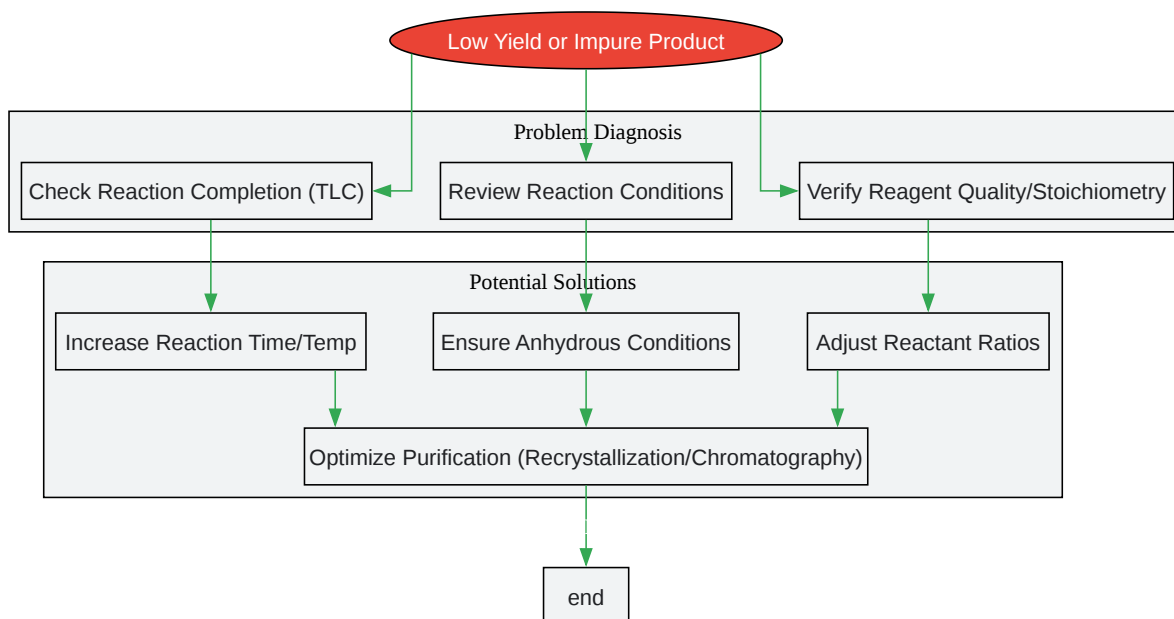 Low Yield or Impure Product
Problem Diagnosis
Check Reaction Completion (TLC)
Review Reaction Conditions
Verify Reagent Quality/Stoichiometry
Potential Solutions
Increase Reaction Time/Temp
Ensure Anhydrous Conditions
Adjust Reactant Ratios
Optimize Purification (Recrystallization/Chromatography)
end